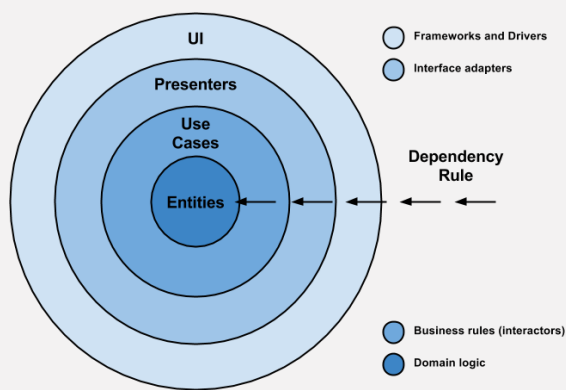 UI
Presenters
Use
Cases
Entities
Frameworks and Drivers
Interface adapters
Dependency
Rule
Business rules (interactors)
Domain logic